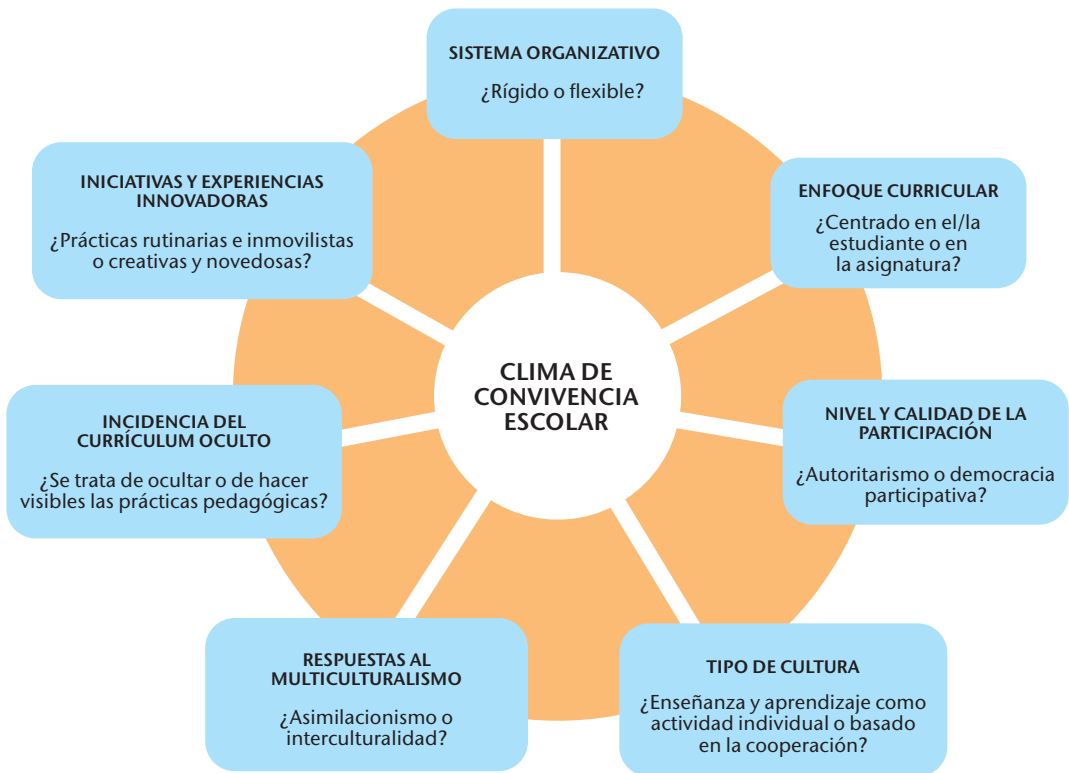 SISTEMA ORGANIZATIVO
¿Rígido o flexible?
ENFOQUE CURRICULAR
¿Centrado en el/la
estudiante o en
la asignatura?
NIVEL Y CALIDAD DE LA
PARTICIPACIÓN
¿Autoritarismo o democracia
participativa?
TIPO DE CULTURA
¿Enseñanza y aprendizaje como
actividad individual o basado
en la cooperación?
RESPUESTAS AL
MULTICULTURALISMO
¿Asimilacionismo o
interculturalidad?
INCIDENCIA DEL
CURRÍCULUM OCULTO
¿Se trata de ocultar o de hacer
visibles las prácticas pedagógicas?
INICIATIVAS Y EXPERIENCIAS
INNOVADORAS
¿Prácticas rutinarias e inmovilistas
o creativas y novedosas?
CLIMA DE
CONVIVENCIA
ESCOLAR